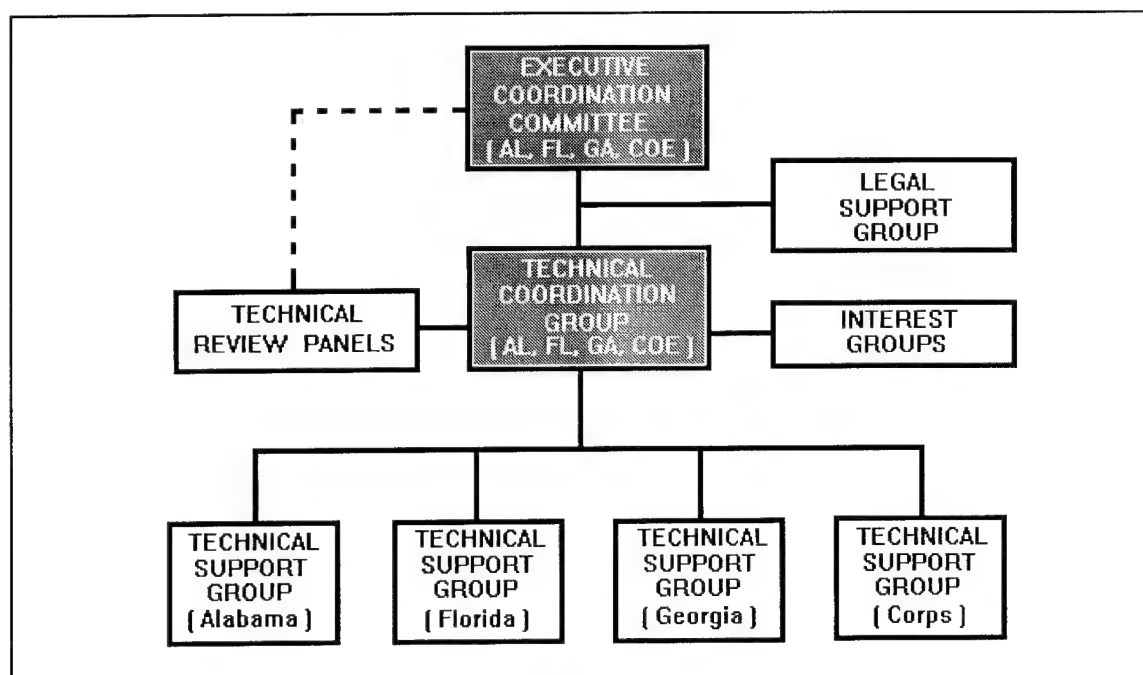 EXECUTIVE
COORDINATION
COMMITTEE
( AL, FL, GA, COE )
LEGAL
SUPPORT
GROUP
TECHNICAL
COORDINATION
GROUP
( AL, FL, GA, COE )
TECHNICAL
REVIEW PANELS
INTEREST
GROUPS
TECHNICAL
SUPPORT
GROUP
( Alabama )
TECHNICAL
SUPPORT
GROUP
( Florida )
TECHNICAL
SUPPORT
GROUP
( Georgia )
TECHNICAL
SUPPORT
GROUP
( Corps )